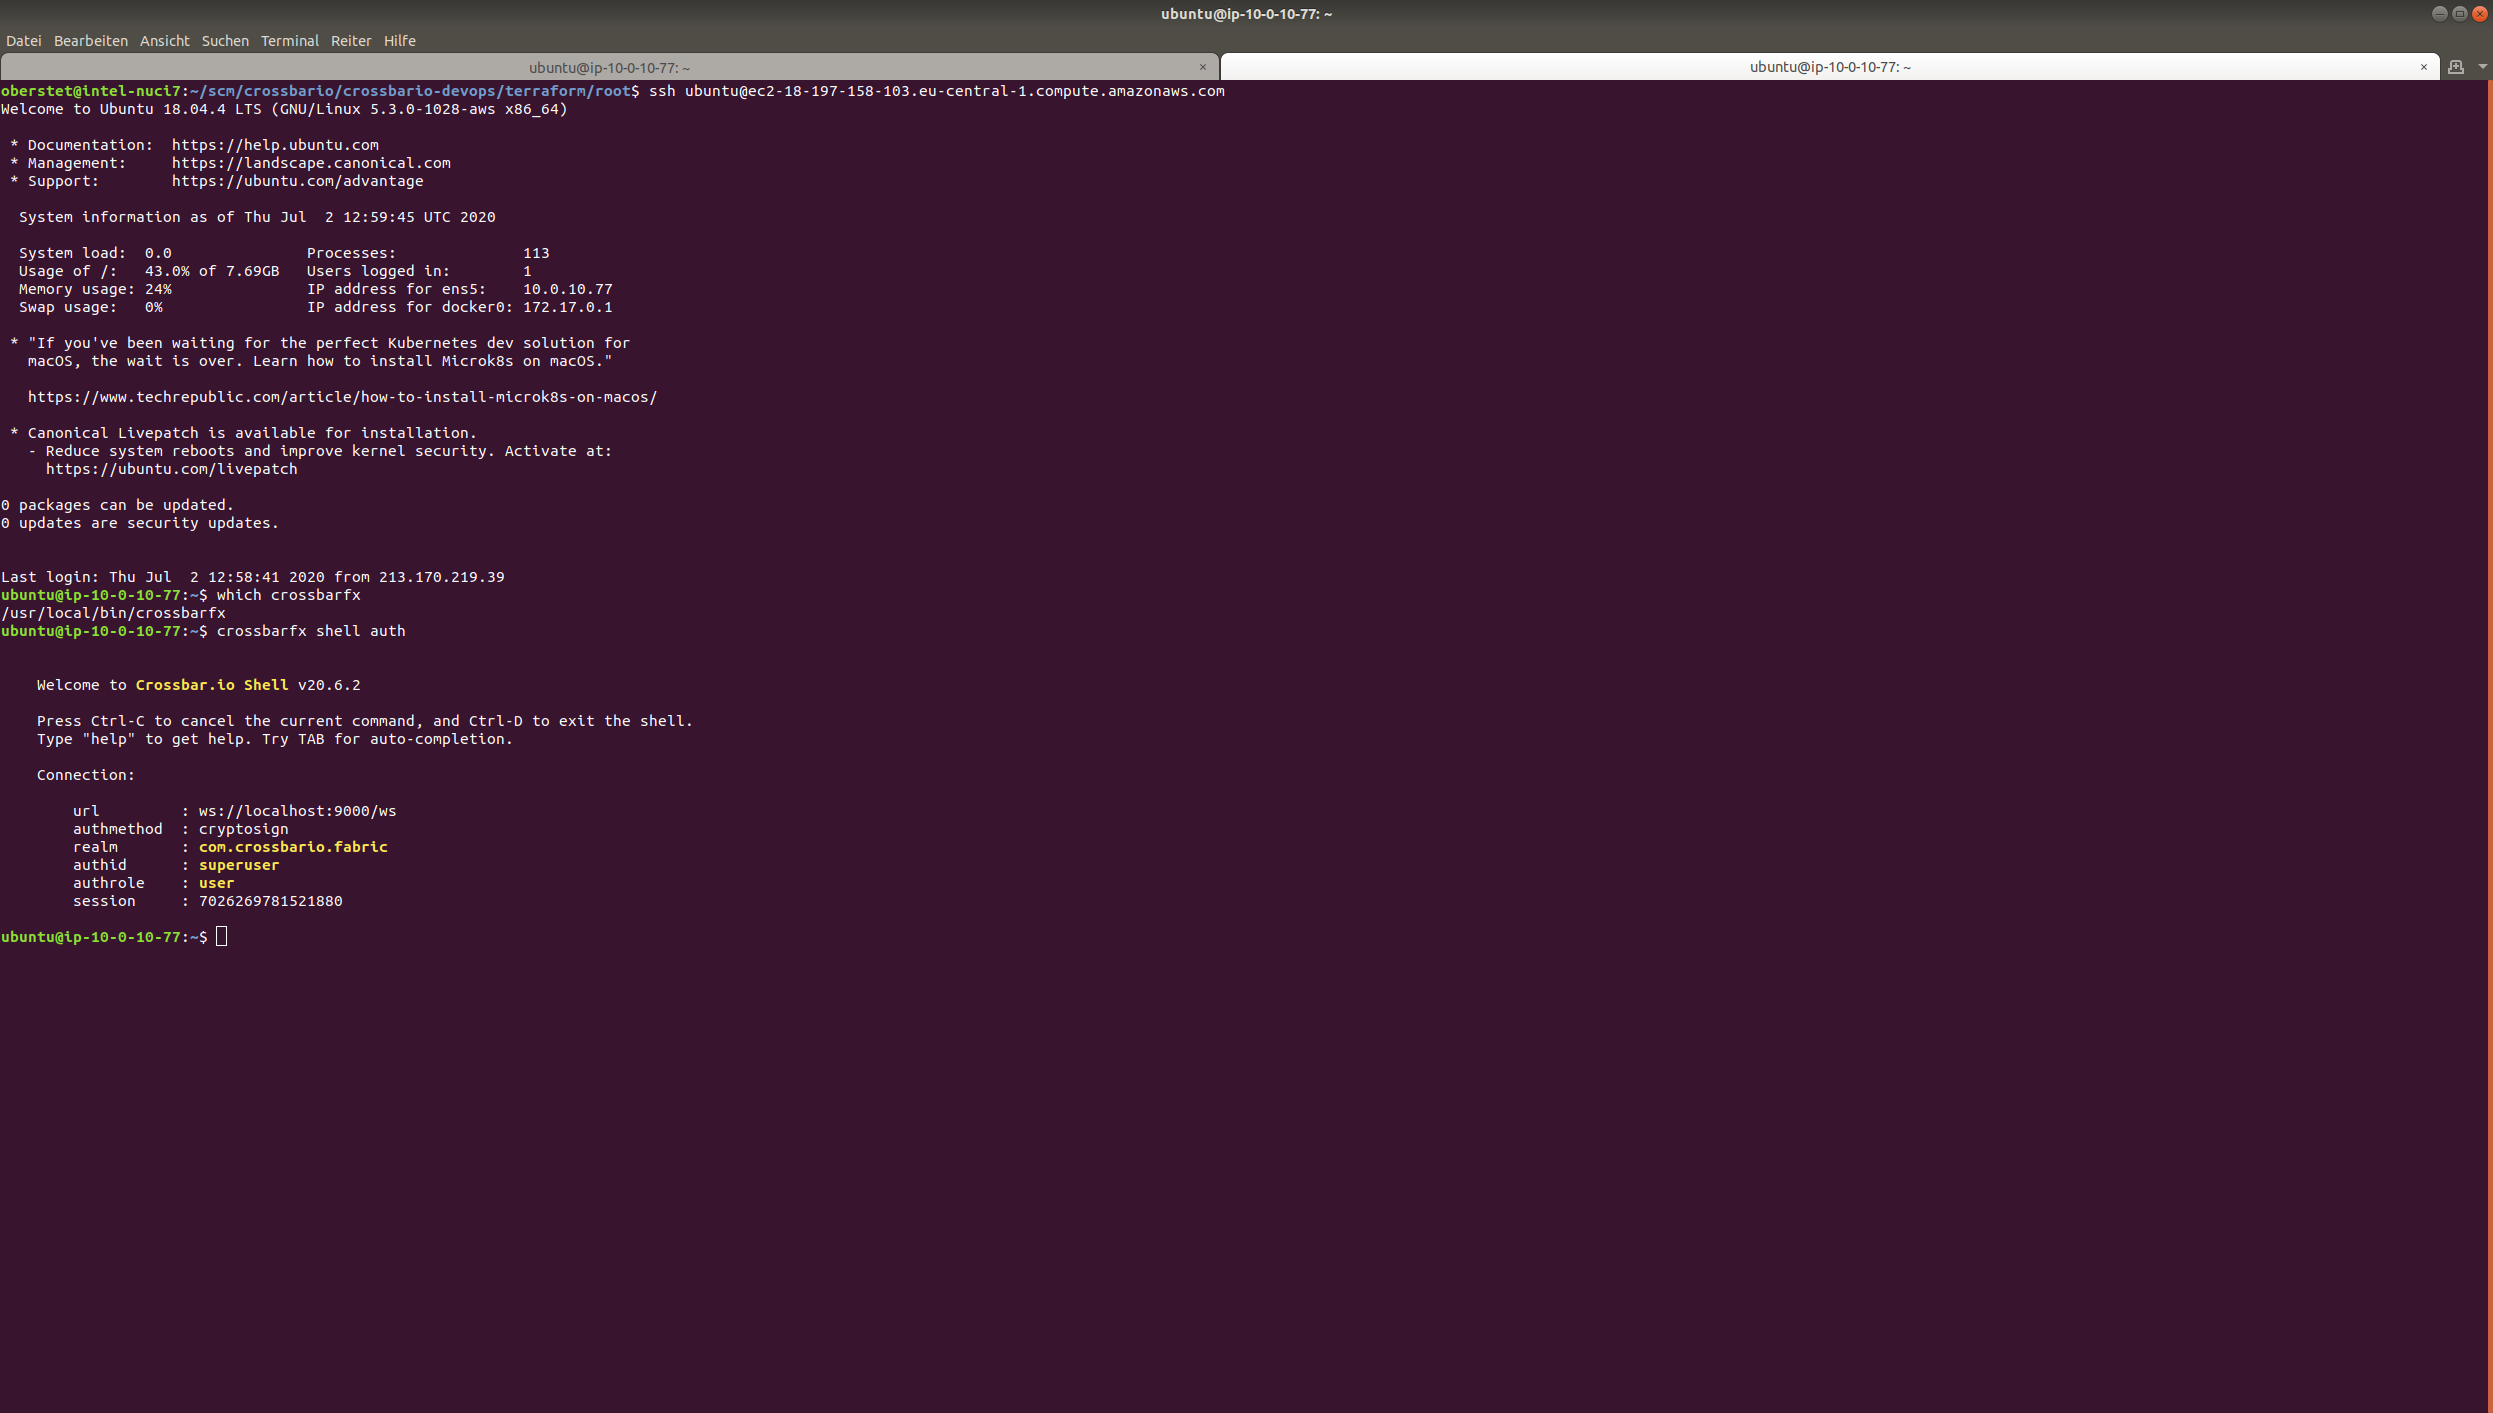 ubuntu@ip-10-0-10-77: ~
Datei Bearbeiten Ansicht Suchen Terminal Reiter Hilfe
ubuntu@ip-10-0-10-77: ~ × ubuntu@ip-10-0-10-77: ~ ×
oberstet@intel-nuci7:~/scm/crossbario/crossbario-devops/terraform/root$ ssh ubuntu@ec2-18-197-158-103.eu-central-1.compute.amazonaws.com
Welcome to Ubuntu 18.04.4 LTS (GNU/Linux 5.3.0-1028-aws x86_64)
* Documentation:  https://help.ubuntu.com
* Management:     https://landscape.canonical.com
* Support:        https://ubuntu.com/advantage
System information as of Thu Jul  2 12:59:45 UTC 2020
System load:  0.0               Processes:              113
Usage of /:   43.0% of 7.69GB   Users logged in:        1
Memory usage: 24%               IP address for ens5:    10.0.10.77
Swap usage:   0%                IP address for docker0: 172.17.0.1
* "If you've been waiting for the perfect Kubernetes dev solution for
macOS, the wait is over. Learn how to install Microk8s on macOS."
https://www.techrepublic.com/article/how-to-install-microk8s-on-macos/
* Canonical Livepatch is available for installation.
- Reduce system reboots and improve kernel security. Activate at:
https://ubuntu.com/livepatch
0 packages can be updated.
0 updates are security updates.
Last login: Thu Jul  2 12:58:41 2020 from 213.170.219.39
ubuntu@ip-10-0-10-77:~$ which crossbarfx
/usr/local/bin/crossbarfx
ubuntu@ip-10-0-10-77:~$ crossbarfx shell auth
Welcome to Crossbar.io Shell v20.6.2
Press Ctrl-C to cancel the current command, and Ctrl-D to exit the shell.
Type "help" to get help. Try TAB for auto-completion.
Connection:
url         : ws://localhost:9000/ws
authmethod  : cryptosign
realm       : com.crossbario.fabric
authid      : superuser
authrole    : user
session     : 7026269781521880
ubuntu@ip-10-0-10-77:~$